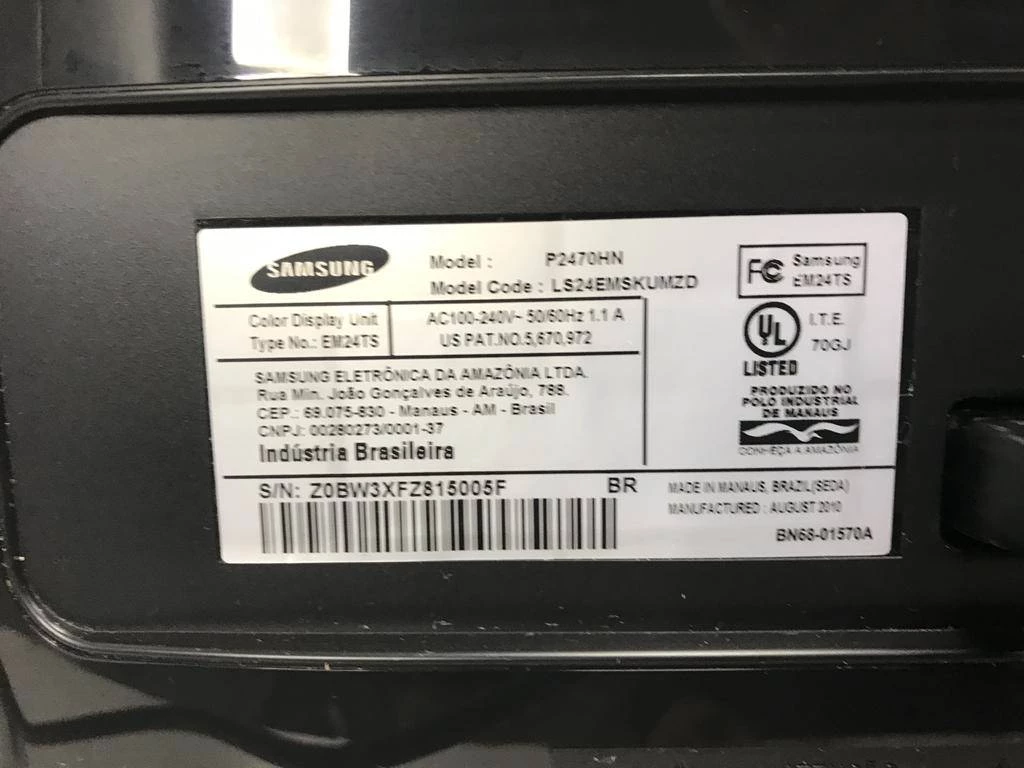 SAMSUNG
Model : P2470HN
Model Code : LS24EMSKUMZD
FC Samsung
EM24TS
Color Display Unit
Type No.: EM24TS
AC100-240V~ 50/60Hz 1.1 A
US PAT.NO.5,670,972
UL
LISTED
I.T.E.
70GJ
SAMSUNG ELETRÔNICA DA AMAZÔNIA LTDA.
Rua Min. João Gonçalves de Araújo, 788.
CEP.: 69.075-830 - Manaus - AM - Brasil
CNPJ: 00280273/0001-37
Indústria Brasileira
PRODUZIDO NO
POLO INDUSTRIAL
DE MANAUS
CONHEÇA A AMAZÔNIA
S/N: Z0BW3XFZ815005F BR
MADE IN MANAUS, BRAZIL(SEDA)
MANUFACTURED : AUGUST 2010
BN68-01570A